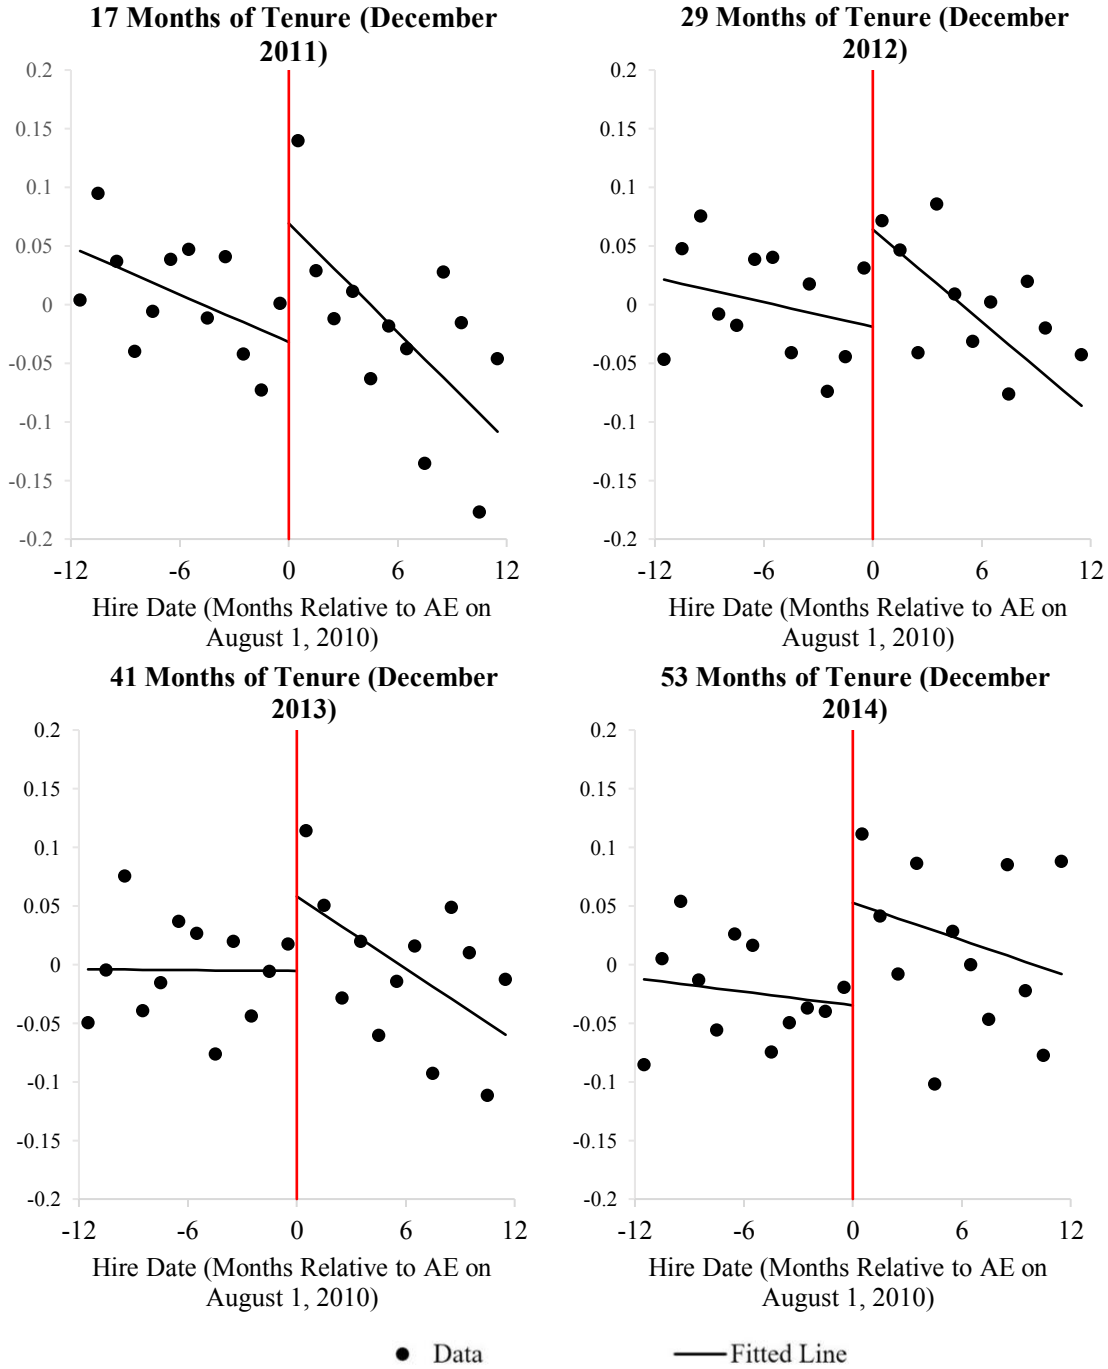 17 Months of Tenure (December
2011)
0.2
0.15
0.1
0.05
0
-0.05
-0.1
-0.15
-0.2
-12 -6 0 6 12
Hire Date (Months Relative to AE on
August 1, 2010)
29 Months of Tenure (December
2012)
0.2
0.15
0.1
0.05
0
-0.05
-0.1
-0.15
-0.2
-12 -6 0 6 12
Hire Date (Months Relative to AE on
August 1, 2010)
41 Months of Tenure (December
2013)
0.2
0.15
0.1
0.05
0
-0.05
-0.1
-0.15
-0.2
-12 -6 0 6 12
Hire Date (Months Relative to AE on
August 1, 2010)
53 Months of Tenure (December
2014)
0.2
0.15
0.1
0.05
0
-0.05
-0.1
-0.15
-0.2
-12 -6 0 6 12
Hire Date (Months Relative to AE on
August 1, 2010)
Data Fitted Line